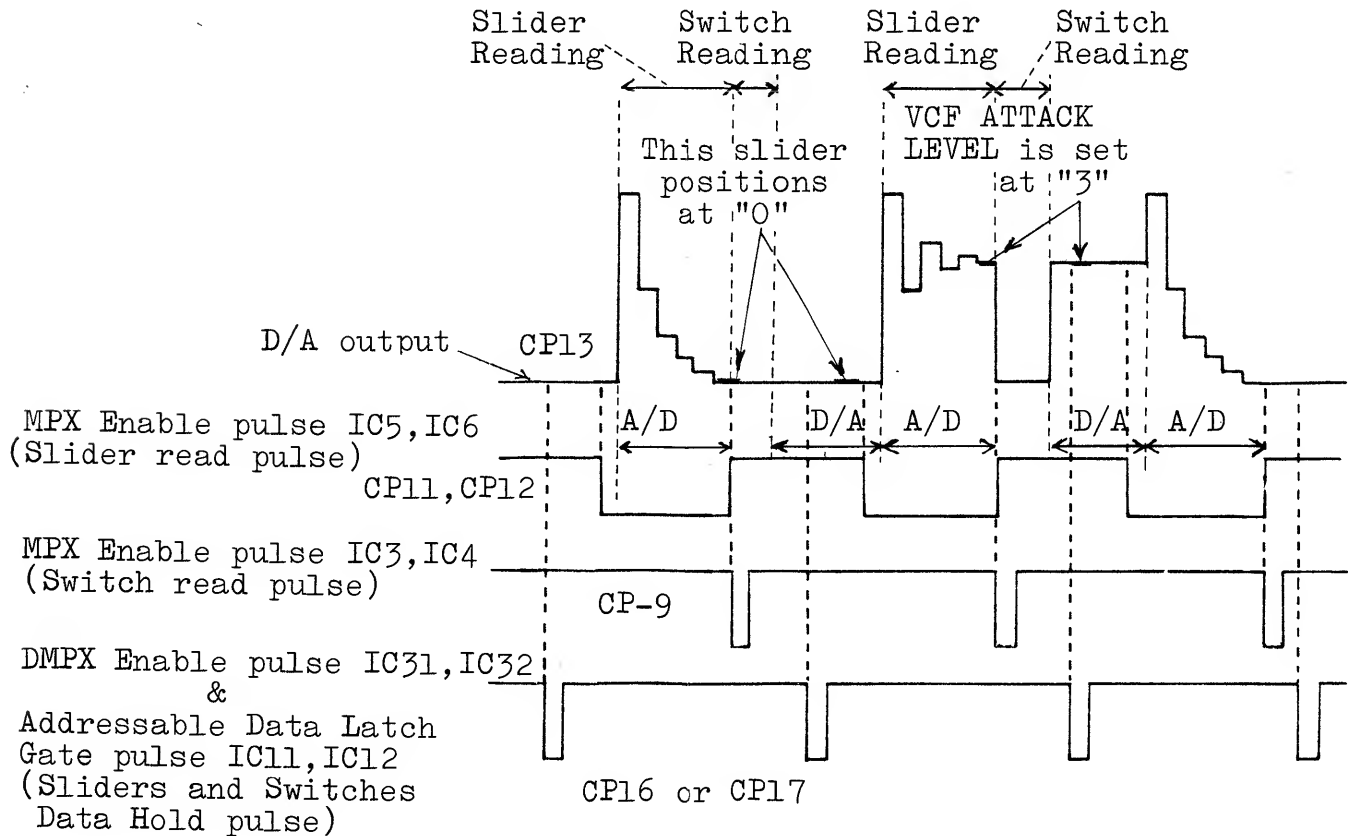 Slider Reading
Switch Reading
Slider Reading
Switch Reading
This slider
positions
at "0"
VCF ATTACK
LEVEL is set
at "3"
D/A output
CP13
A/D
D/A
A/D
D/A
A/D
MPX Enable pulse IC5,IC6
(Slider read pulse)
CP11,CP12
MPX Enable pulse IC3,IC4
(Switch read pulse)
CP-9
DMPX Enable pulse IC31,IC32
&
Addressable Data Latch
Gate pulse IC11,IC12
(Sliders and Switches
Data Hold pulse)
CP16 or CP17